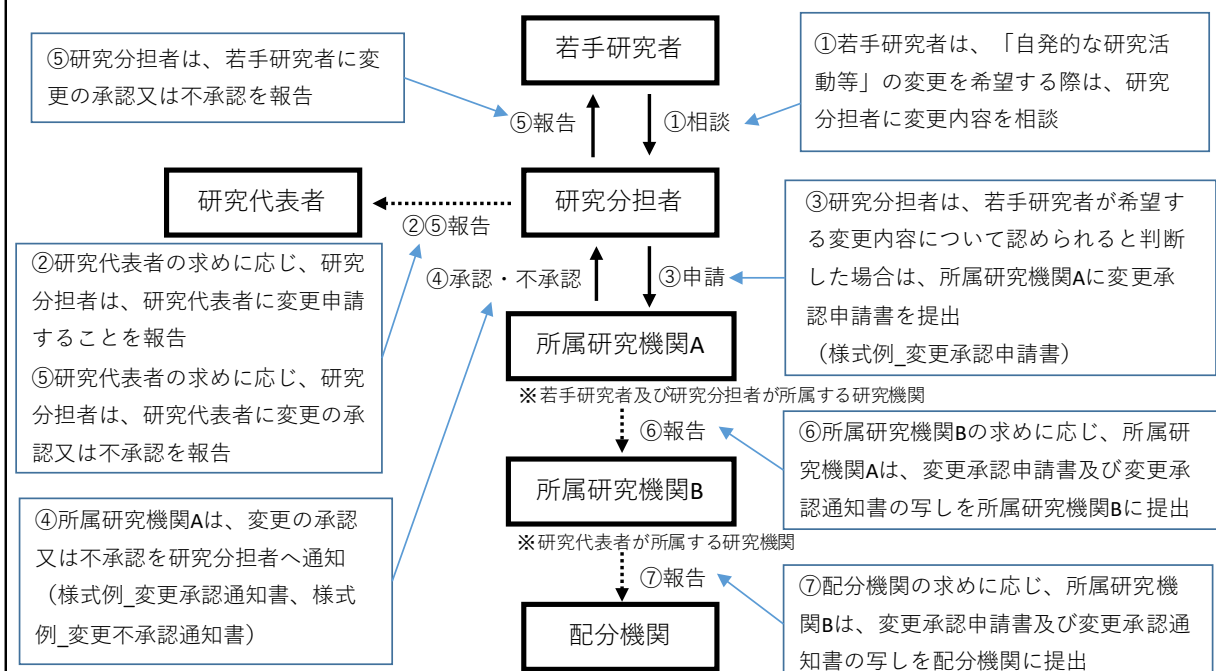 若手研究者
⑤研究分担者は、若手研究者に変
更の承認又は不承認を報告
①若手研究者は、「自発的な研究活
動等」の変更を希望する際は、研究
分担者に変更内容を相談
⑤報告
①相談
研究代表者
研究分担者
②⑤報告
③研究分担者は、若手研究者が希望す
る変更内容について認められると判断
した場合は、所属研究機関Aに変更承
認申請書を提出
（様式例_変更承認申請書）
②研究代表者の求めに応じ、研究
分担者は、研究代表者に変更申請
することを報告
⑤研究代表者の求めに応じ、研究
分担者は、研究代表者に変更の承
認又は不承認を報告
④承認・不承認
③申請
所属研究機関A
※若手研究者及び研究分担者が所属する研究機関
⑥報告
⑥所属研究機関Bの求めに応じ、所属研
究機関Aは、変更承認申請書及び変更承
認通知書の写しを所属研究機関Bに提出
所属研究機関B
※研究代表者が所属する研究機関
④所属研究機関Aは、変更の承認
又は不承認を研究分担者へ通知
（様式例_変更承認通知書、様式
例_変更不承認通知書）
⑦報告
⑦配分機関の求めに応じ、所属研究機
関Bは、変更承認申請書及び変更承認通
知書の写しを配分機関に提出
配分機関